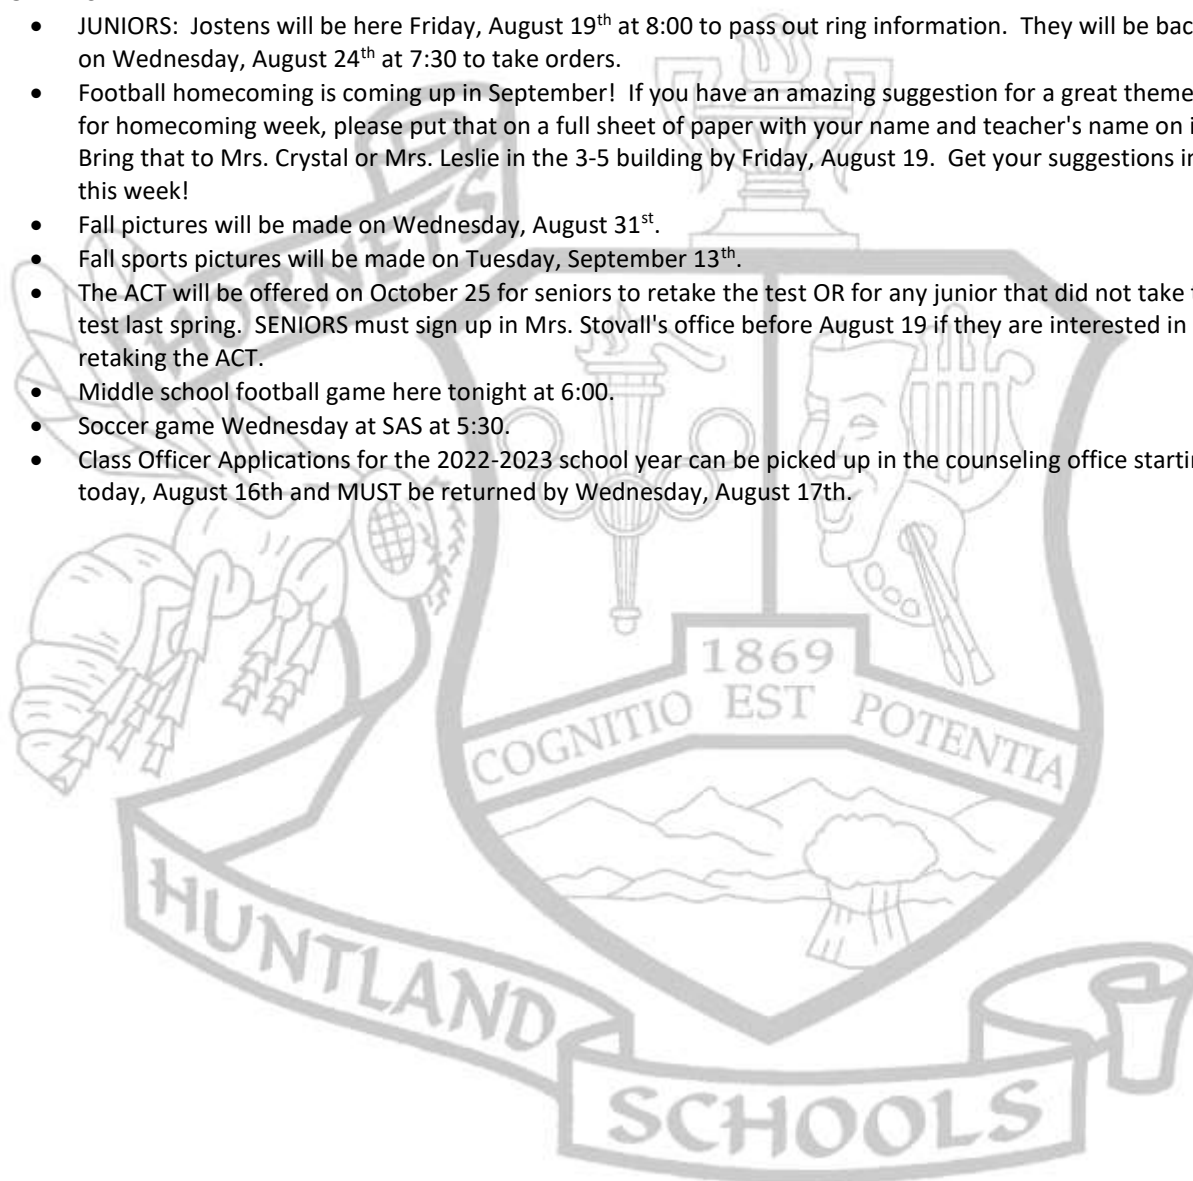 • JUNIORS: Jostens will be here Friday, August 19th at 8:00 to pass out ring information. They will be bac
on Wednesday, August 24th at 7:30 to take orders.
• Football homecoming is coming up in September! If you have an amazing suggestion for a great theme
for homecoming week, please put that on a full sheet of paper with your name and teacher's name on i
Bring that to Mrs. Crystal or Mrs. Leslie in the 3-5 building by Friday, August 19. Get your suggestions in
this week!
• Fall pictures will be made on Wednesday, August 31st.
• Fall sports pictures will be made on Tuesday, September 13th.
• The ACT will be offered on October 25 for seniors to retake the test OR for any junior that did not take
test last spring. SENIORS must sign up in Mrs. Stovall's office before August 19 if they are interested in
retaking the ACT.
• Middle school football game here tonight at 6:00.
• Soccer game Wednesday at SAS at 5:30.
• Class Officer Applications for the 2022-2023 school year can be picked up in the counseling office startin
today, August 16th and MUST be returned by Wednesday, August 17th.
HORNETS
1869
COGNITIO EST POTENTIA
HUNTLAND
SCHOOLS